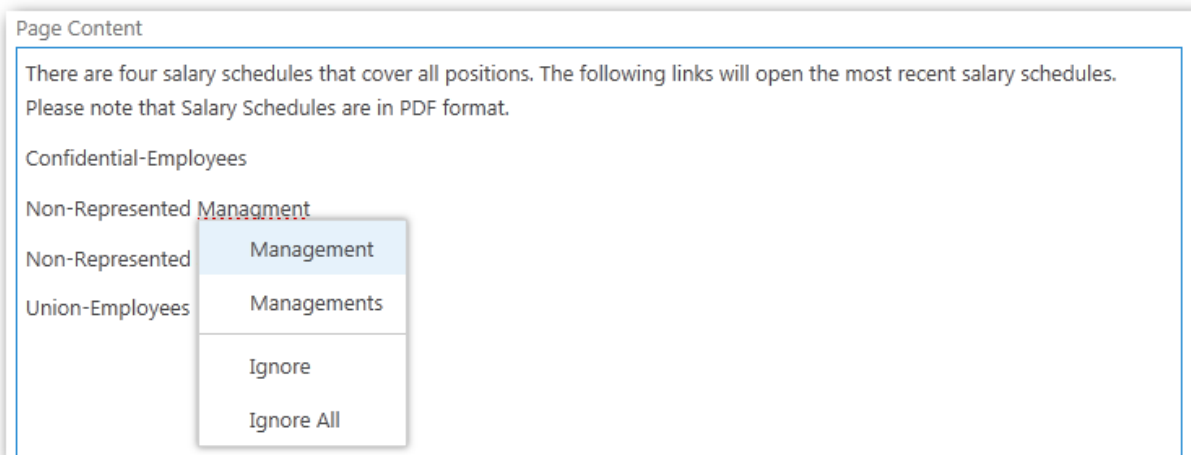 Page Content
There are four salary schedules that cover all positions. The following links will open the most recent salary schedules.
Please note that Salary Schedules are in PDF format.
Confidential-Employees
Non-Represented Managment
Non-Represented
Union-Employees
Management
Managements
Ignore
Ignore All